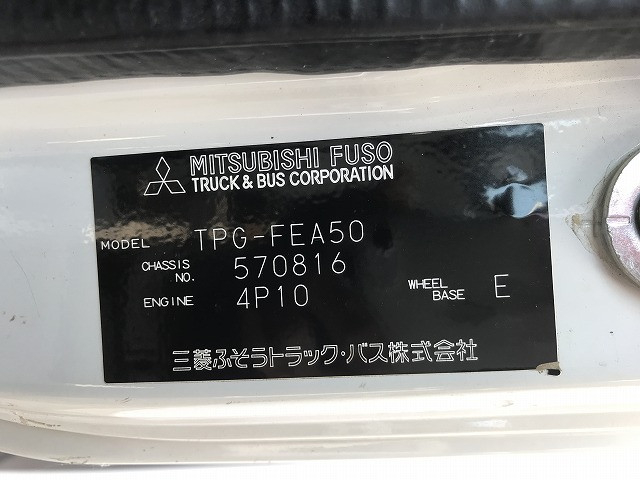 MITSUBISHI FUSO
TRUCK & BUS CORPORATION
MODEL TPG-FEA50
CHASSIS NO. 570816
ENGINE 4P10 WHEEL BASE E
三菱ふそうトラック・バス株式会社